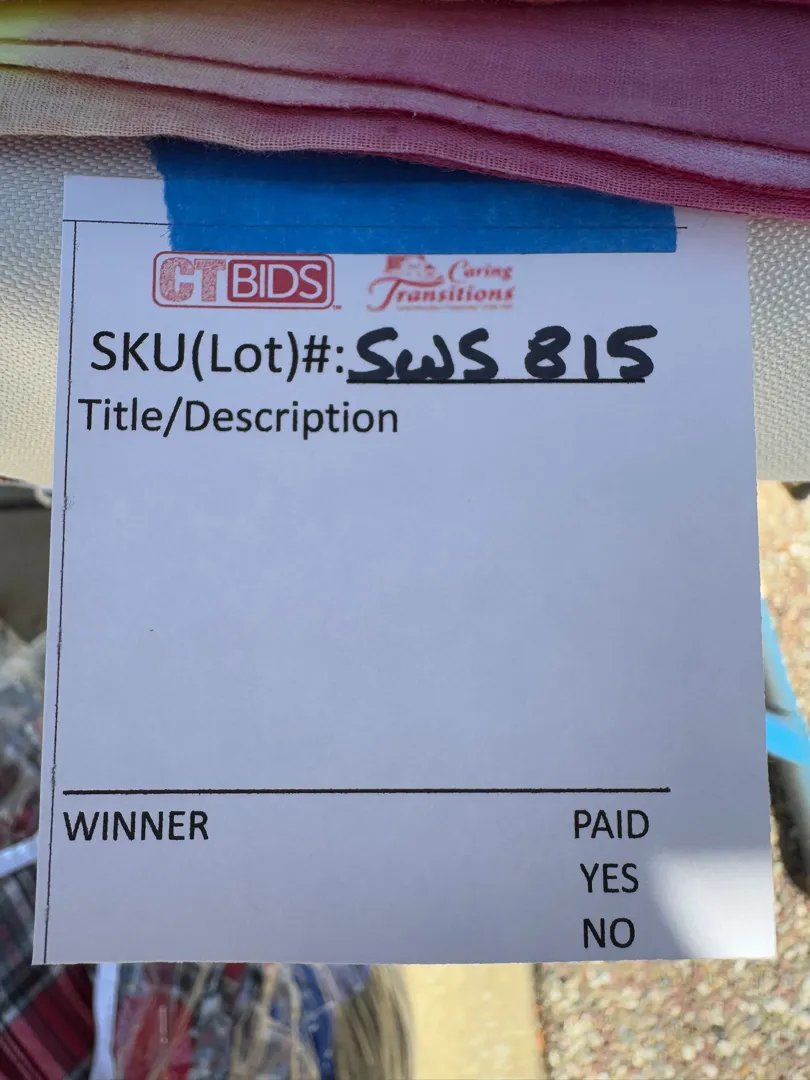 CTBIDS
Caring
Transitions
SKU(Lot)#: SWS 815
Title/Description
WINNER
PAID
YES
NO